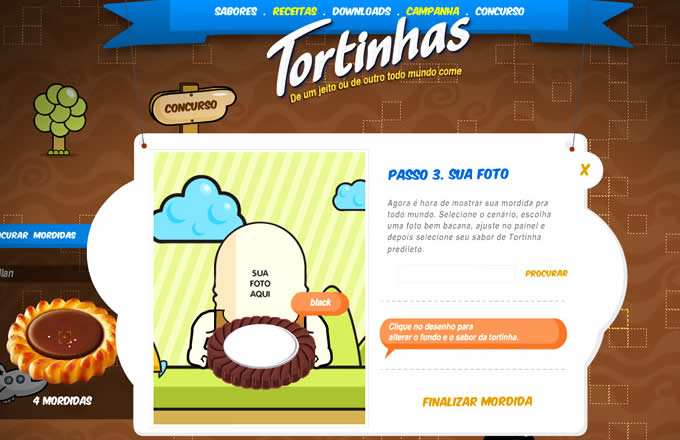 SABORES . RECEITAS . DOWNLOADS . CAMPANHA . CONCURSO
Tortinhas
De um jeito ou de outro todo mundo come
CONCURSO
PASSO 3. SUA FOTO
X
Agora é hora de mostrar sua mordida pra
todo mundo. Selecione o cenário, escolha
uma foto bem bacana, ajuste no painel e
depois selecione seu sabor de Tortinha
predileto.
PROCURAR
SUA
FOTO
AQUI
black
Clique no desenho para
alterar o fundo e o sabor da tortinha.
FINALIZAR MORDIDA
MORDIDAS
4 MORDIDAS